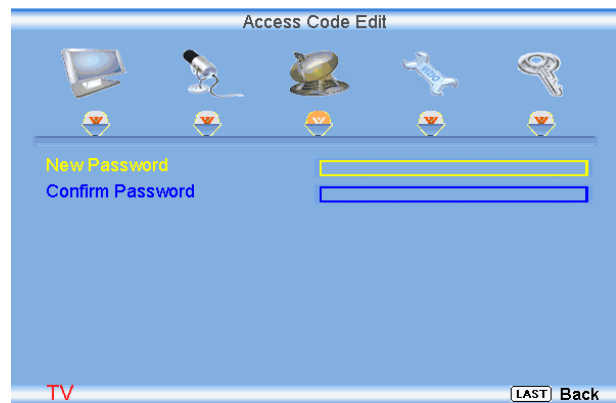 Access Code Edit
New Password
Confirm Password
TV
LAST Back